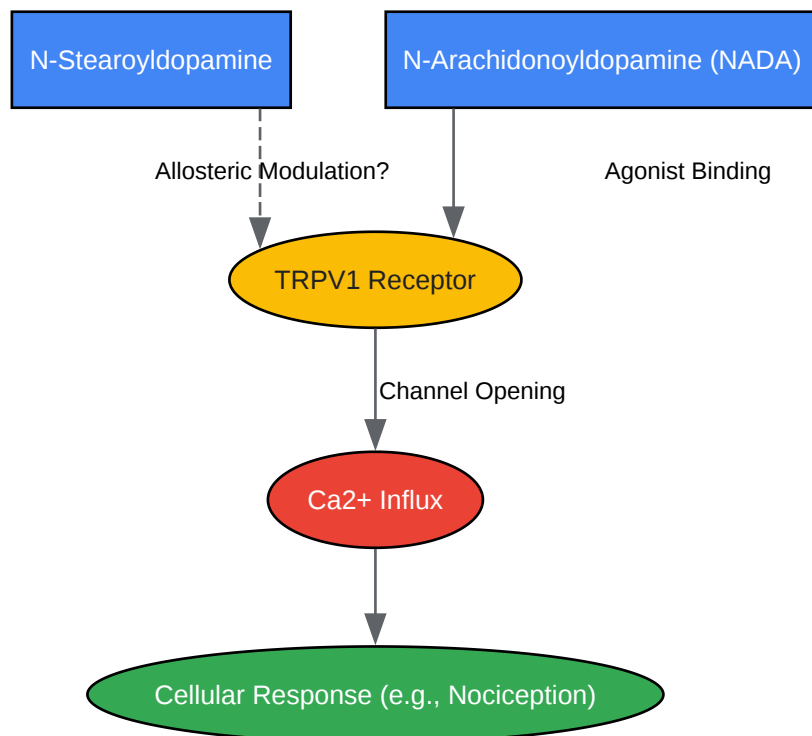 N-Stearoyldopamine
N-Arachidonoyldopamine (NADA)
Allosteric Modulation?
Agonist Binding
TRPV1 Receptor
Channel Opening
Ca2+ Influx
Cellular Response (e.g., Nociception)